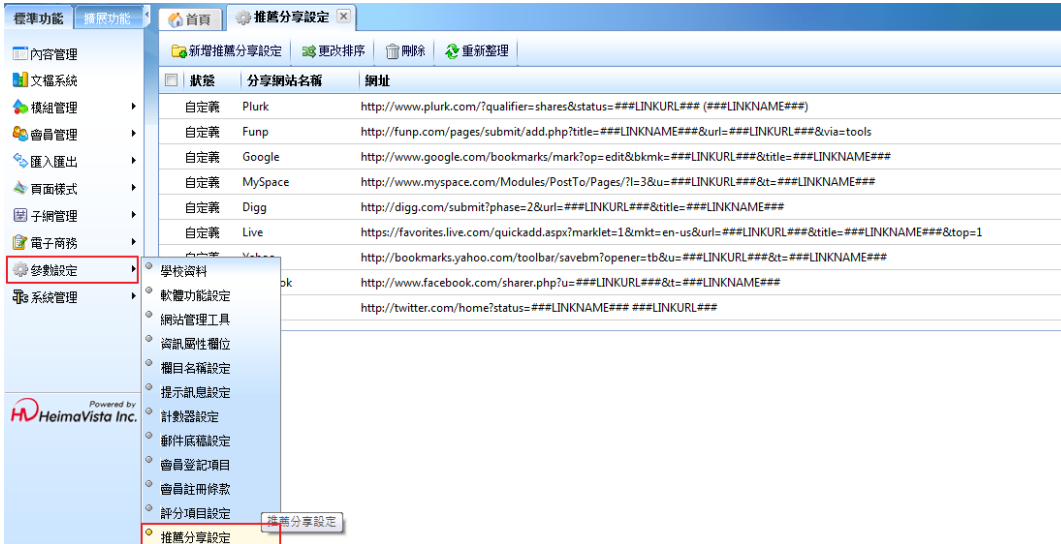 標準功能
擴展功能
首頁
推薦分享設定
新增推薦分享設定
更改排序
刪除
重新整理
狀態 分享網站名稱 網址
自定義 Plurk http://www.plurk.com/?qualifier=shares&status=###LINKURL### (###LINKNAME###)
自定義 Funp http://funp.com/pages/submit/add.php?title=###LINKNAME###&url=###LINKURL###&via=tools
自定義 Google http://www.google.com/bookmarks/mark?op=edit&bkmk=###LINKURL###&title=###LINKNAME###
自定義 MySpace http://www.myspace.com/Modules/PostTo/Pages/?l=3&u=###LINKURL###&t=###LINKNAME###
自定義 Digg http://digg.com/submit?phase=2&url=###LINKURL###&title=###LINKNAME###
自定義 Live https://favorites.live.com/quickadd.aspx?marklet=1&mkt=en-us&url=###LINKURL###&title=###LINKNAME###&top=1
http://bookmarks.yahoo.com/toolbar/savebm?opener=tb&u=###LINKURL###&t=###LINKNAME###
ok http://www.facebook.com/sharer.php?u=###LINKURL###&t=###LINKNAME###
http://twitter.com/home?status=###LINKNAME### ###LINKURL###
內容管理
文檔系統
模組管理
會員管理
匯入匯出
頁面樣式
子網管理
電子商務
參數設定
系統管理
Powered by
HeimaVista Inc.
學校資料
軟體功能設定
網站管理工具
資訊屬性欄位
欄目名稱設定
提示訊息設定
計數器設定
郵件底稿設定
會員登記項目
會員註冊條款
評分項目設定
推薦分享設定
推薦分享設定